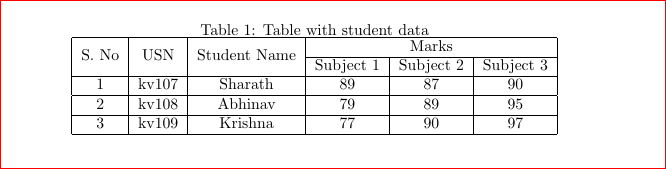 Table 1: Table with student data
S. No USN Student Name Marks
Subject 1 Subject 2 Subject 3
1 kv107 Sharath 89 87 90
2 kv108 Abhinav 79 89 95
3 kv109 Krishna 77 90 97